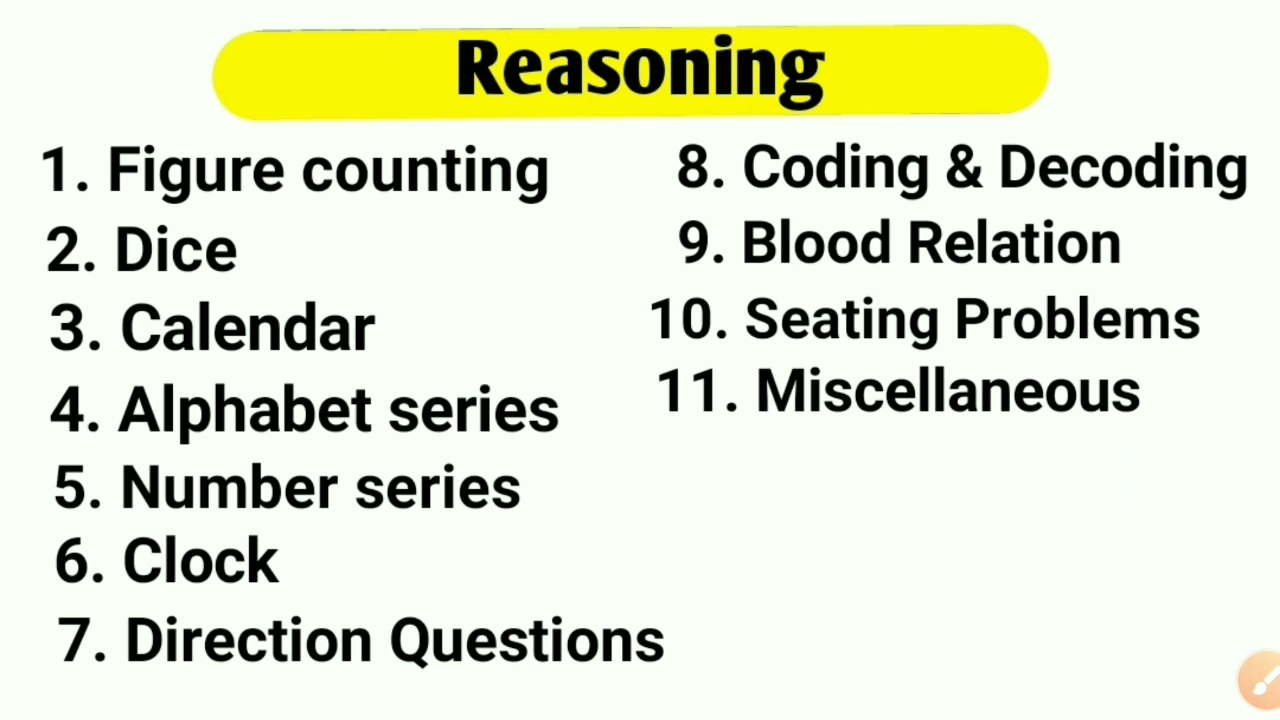 Reasoning
1. Figure counting
2. Dice
3. Calendar
4. Alphabet series
5. Number series
6. Clock
7. Direction Questions
8. Coding & Decoding
9. Blood Relation
10. Seating Problems
11. Miscellaneous